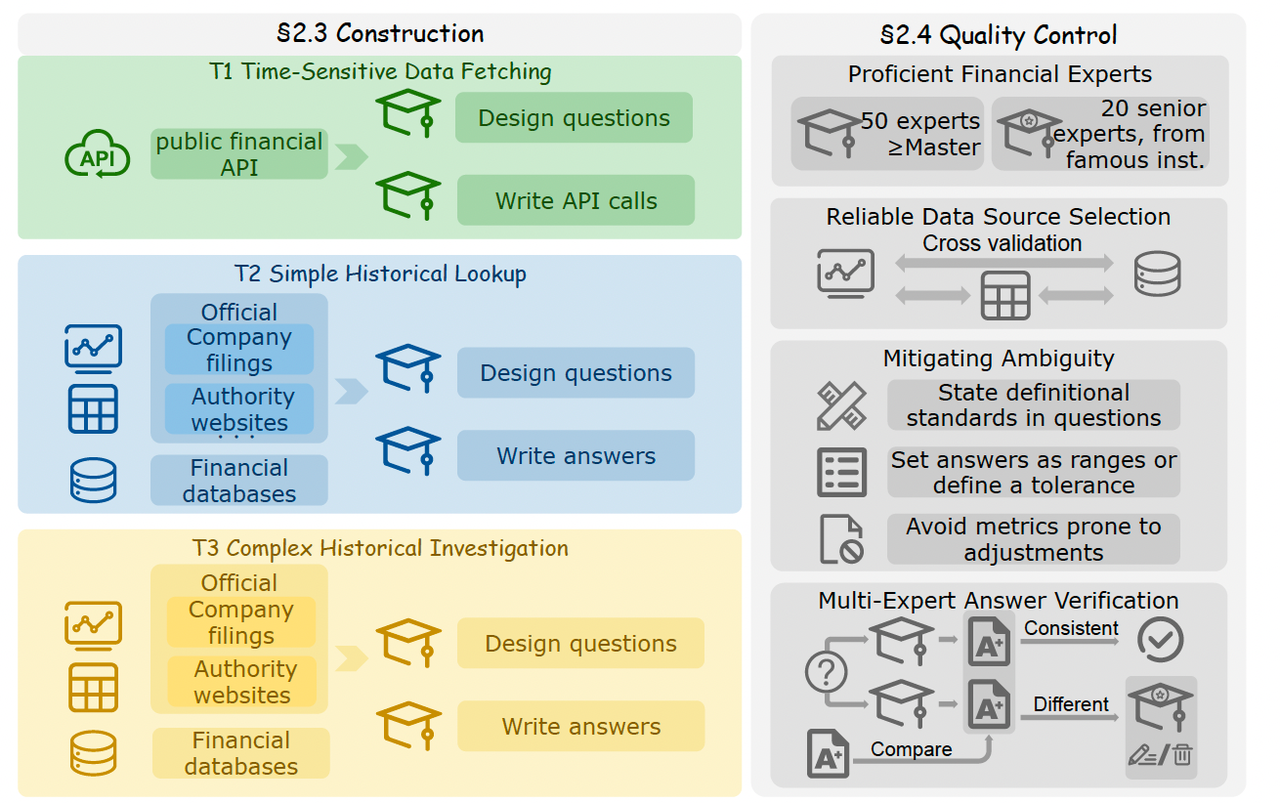 §2.3 Construction
T1 Time-Sensitive Data Fetching
API
public financial
API
Design questions
Write API calls
T2 Simple Historical Lookup
Official
Company
filings
Authority
websites
...
Financial
databases
Design questions
Write answers
T3 Complex Historical Investigation
Official
Company
filings
Authority
websites
Financial
databases
Design questions
Write answers
§2.4 Quality Control
Proficient Financial Experts
50 experts
≥Master
20 senior
experts, from
famous inst.
Reliable Data Source Selection
Cross validation
Mitigating Ambiguity
State definitional
standards in questions
Set answers as ranges or
define a tolerance
Avoid metrics prone to
adjustments
Multi-Expert Answer Verification
?
A+
Consistent
A+
Different
A+
Compare
/